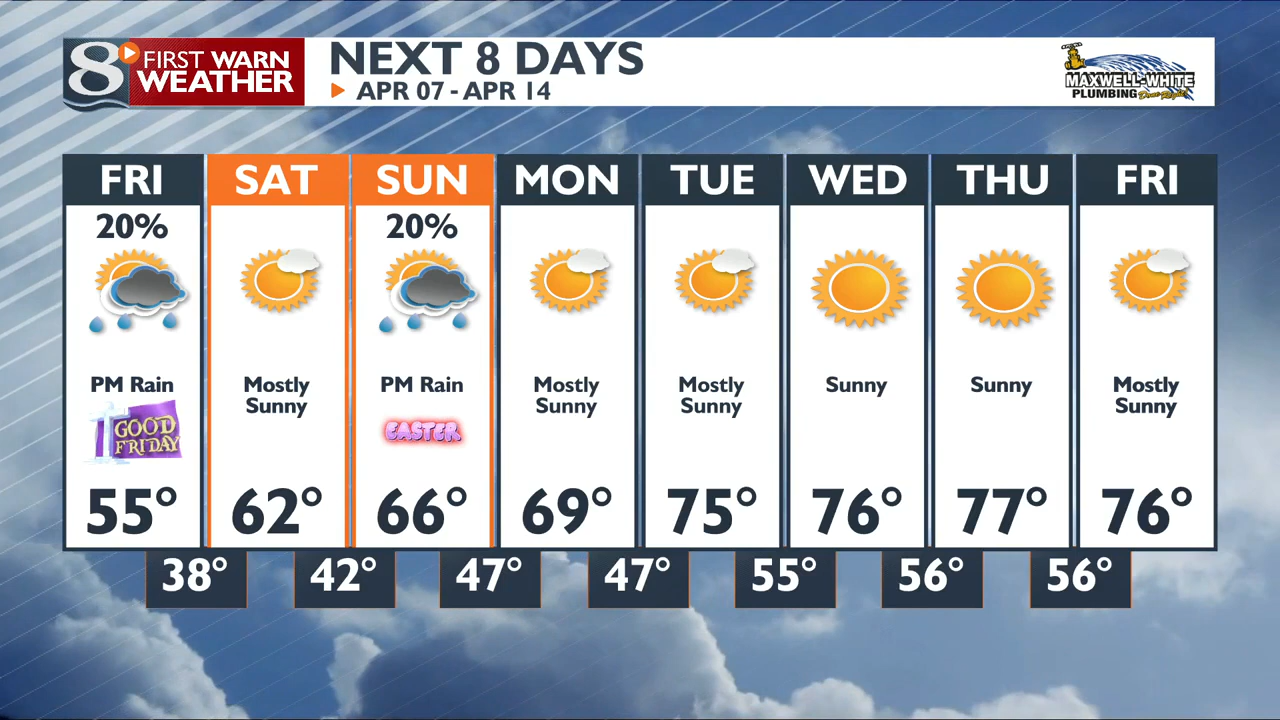 8 FIRST WARN
WEATHER
NEXT 8 DAYS
APR 07 - APR 14
MAXWELL-WHITE
PLUMBING
FRI
20%
PM Rain
GOOD
FRIDAY
55°
SAT
Mostly
Sunny
62°
SUN
20%
PM Rain
EASTER
66°
MON
Mostly
Sunny
69°
TUE
Mostly
Sunny
75°
WED
Sunny
76°
THU
Sunny
77°
FRI
Mostly
Sunny
76°
38°
42°
47°
47°
55°
56°
56°